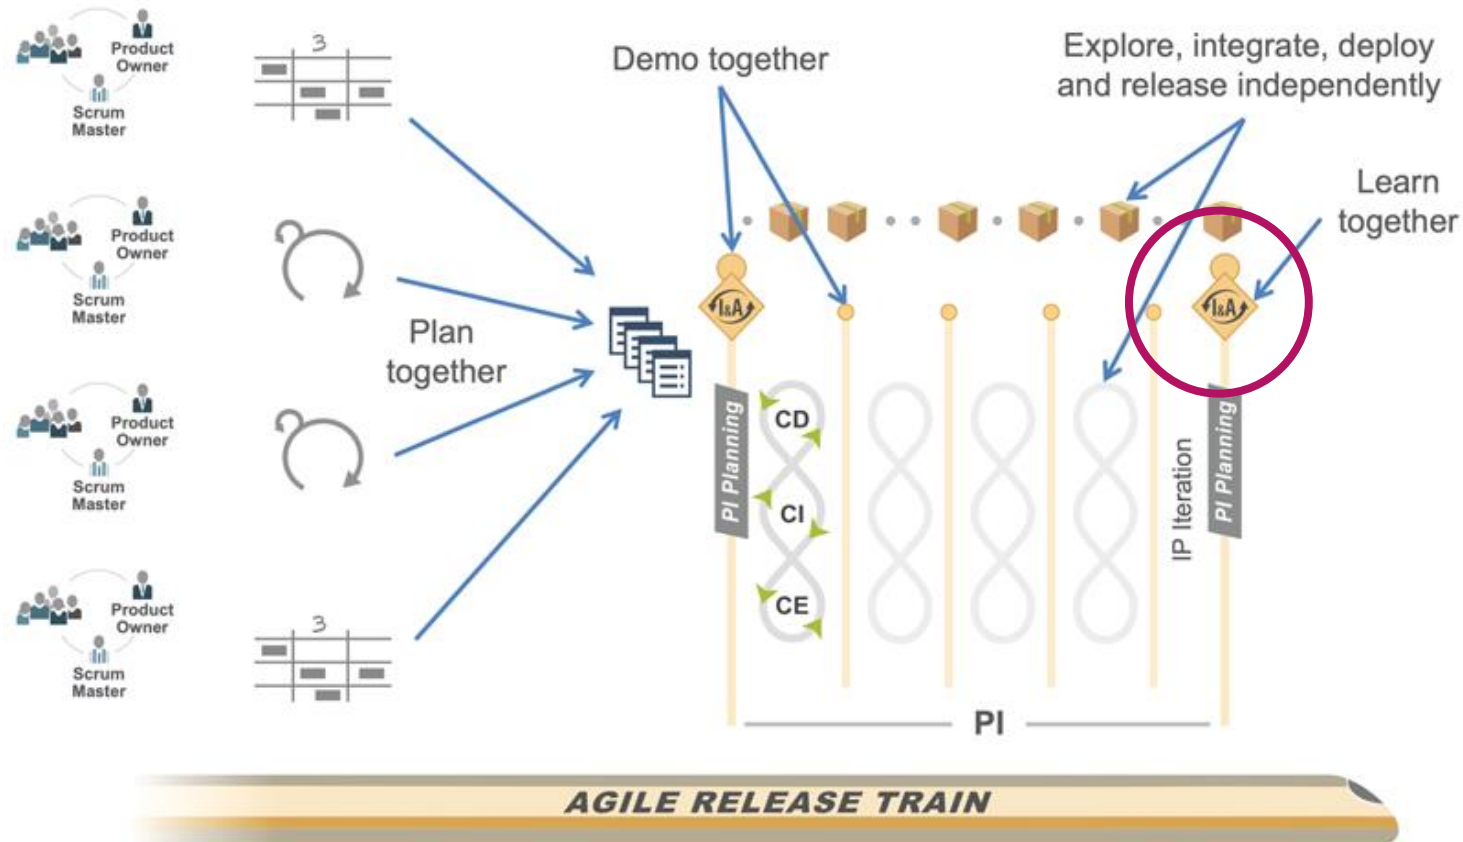 Product
Owner
Scrum
Master
3
Product
Owner
Scrum
Master
Product
Owner
Scrum
Master
Product
Owner
Scrum
Master
3
Plan
together
Demo together
Explore, integrate, deploy
and release independently
Learn
together
I&A
I&A
PI Planning
CD
CI
CE
IP Iteration
PI Planning
PI
AGILE RELEASE TRAIN